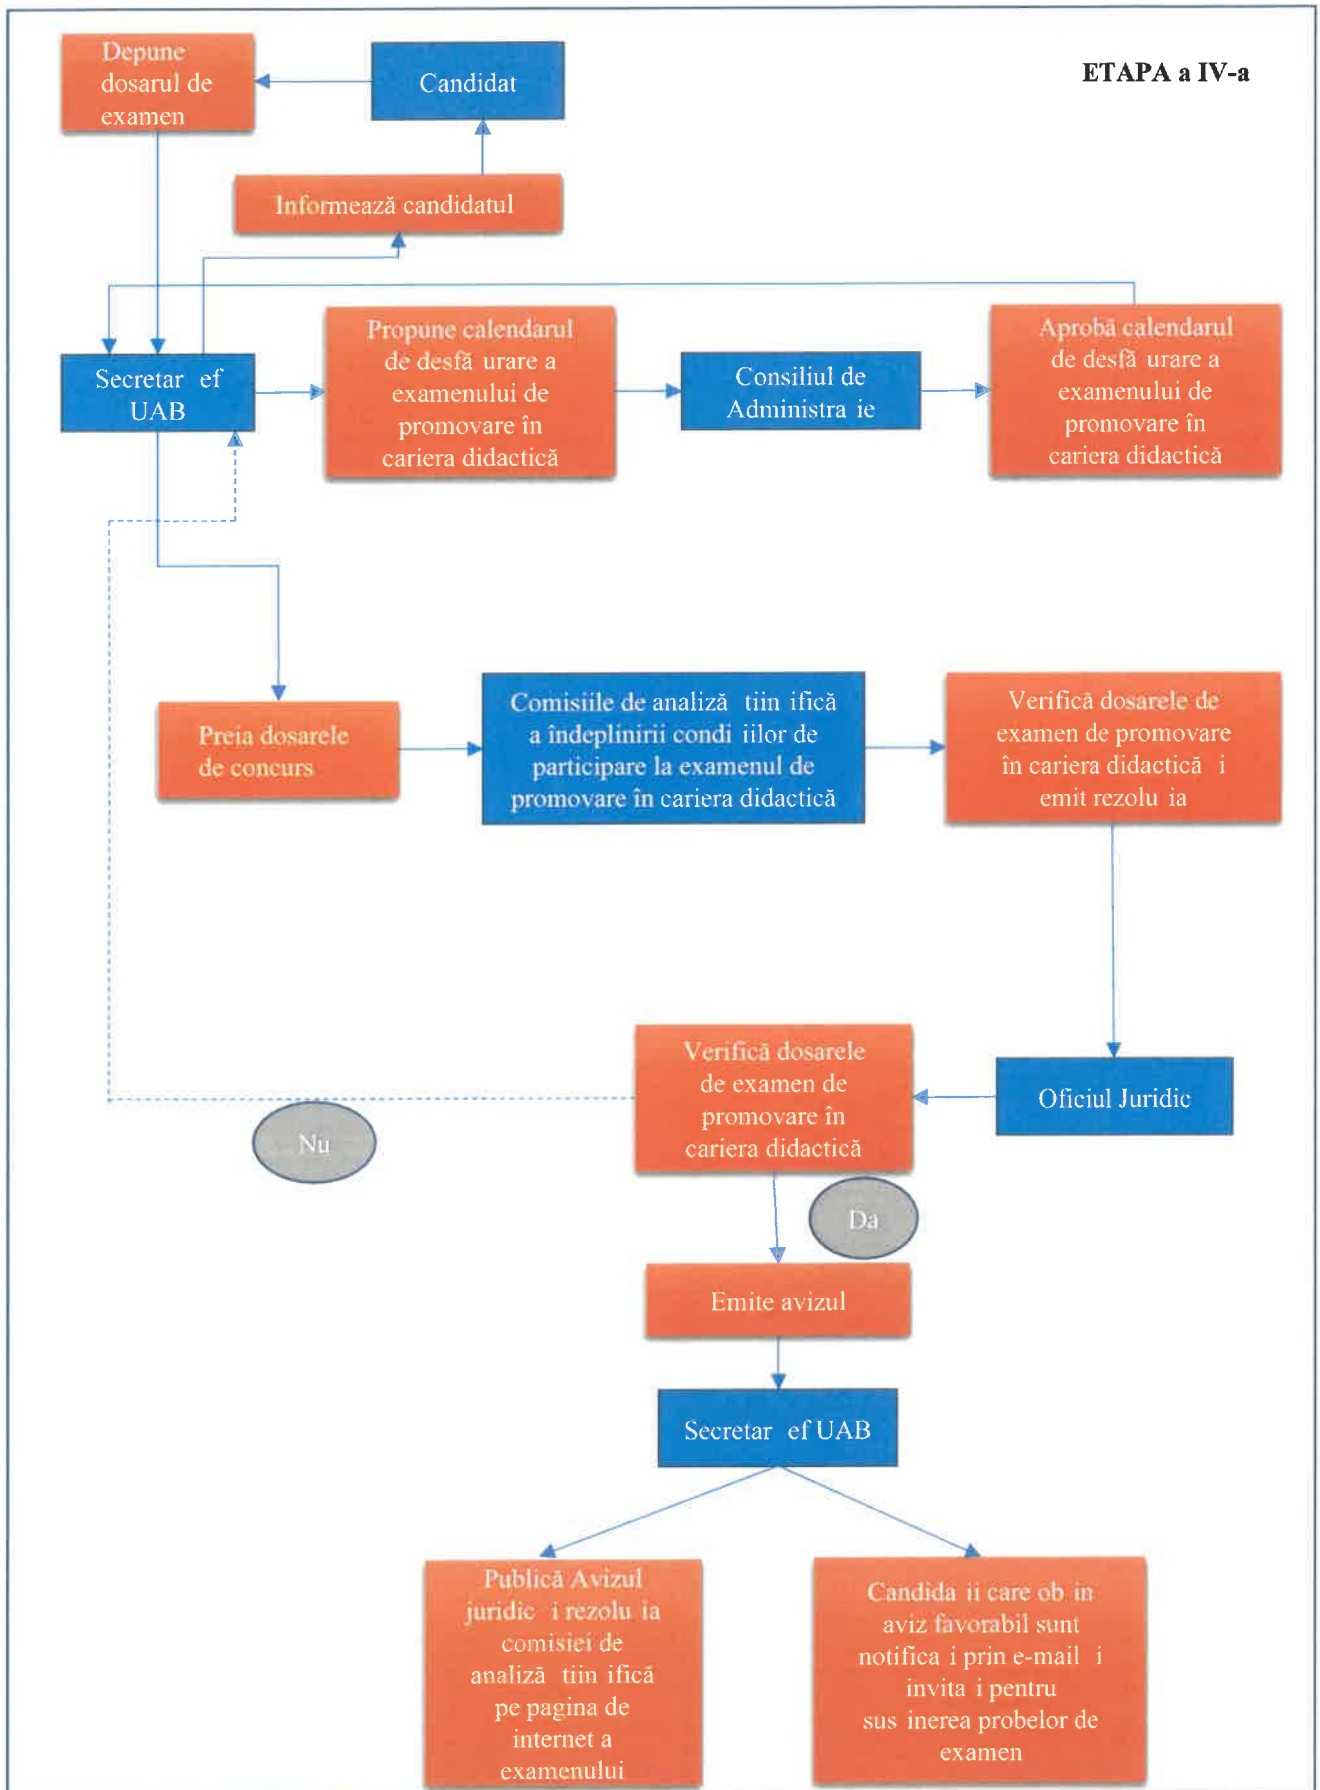 ETAPA a IV-a
Depune
dosarul de
examen
Candidat
Informează candidatul
Propune calendarul
de desfă urare a
examenului de
promovare în
cariera didactică
Aprobă calendarul
de desfă urare a
examenului de
promovare în
cariera didactică
Secretar ef
UAB
Consiliul de
Administra ie
Preia dosarele
de concurs
Comisiile de analiză tiin ifică
a îndeplinirii condi iilor de
participare la examenul de
promovare în cariera didactică
Verifică dosarele de
examen de promovare
în cariera didactică i
emit rezolu ia
Verifică dosarele
de examen de
promovare în
cariera didactică
Oficiul Juridic
Nu
Da
Emite avizul
Secretar ef UAB
Publică Avizul
juridic i rezolu ia
comisiei de
analiză tiin ifică
pe pagina de
internet a
examenului
Candida ii care ob in
aviz favorabil sunt
notifica i prin e-mail i
invita i pentru
sus inerea probelor de
examen